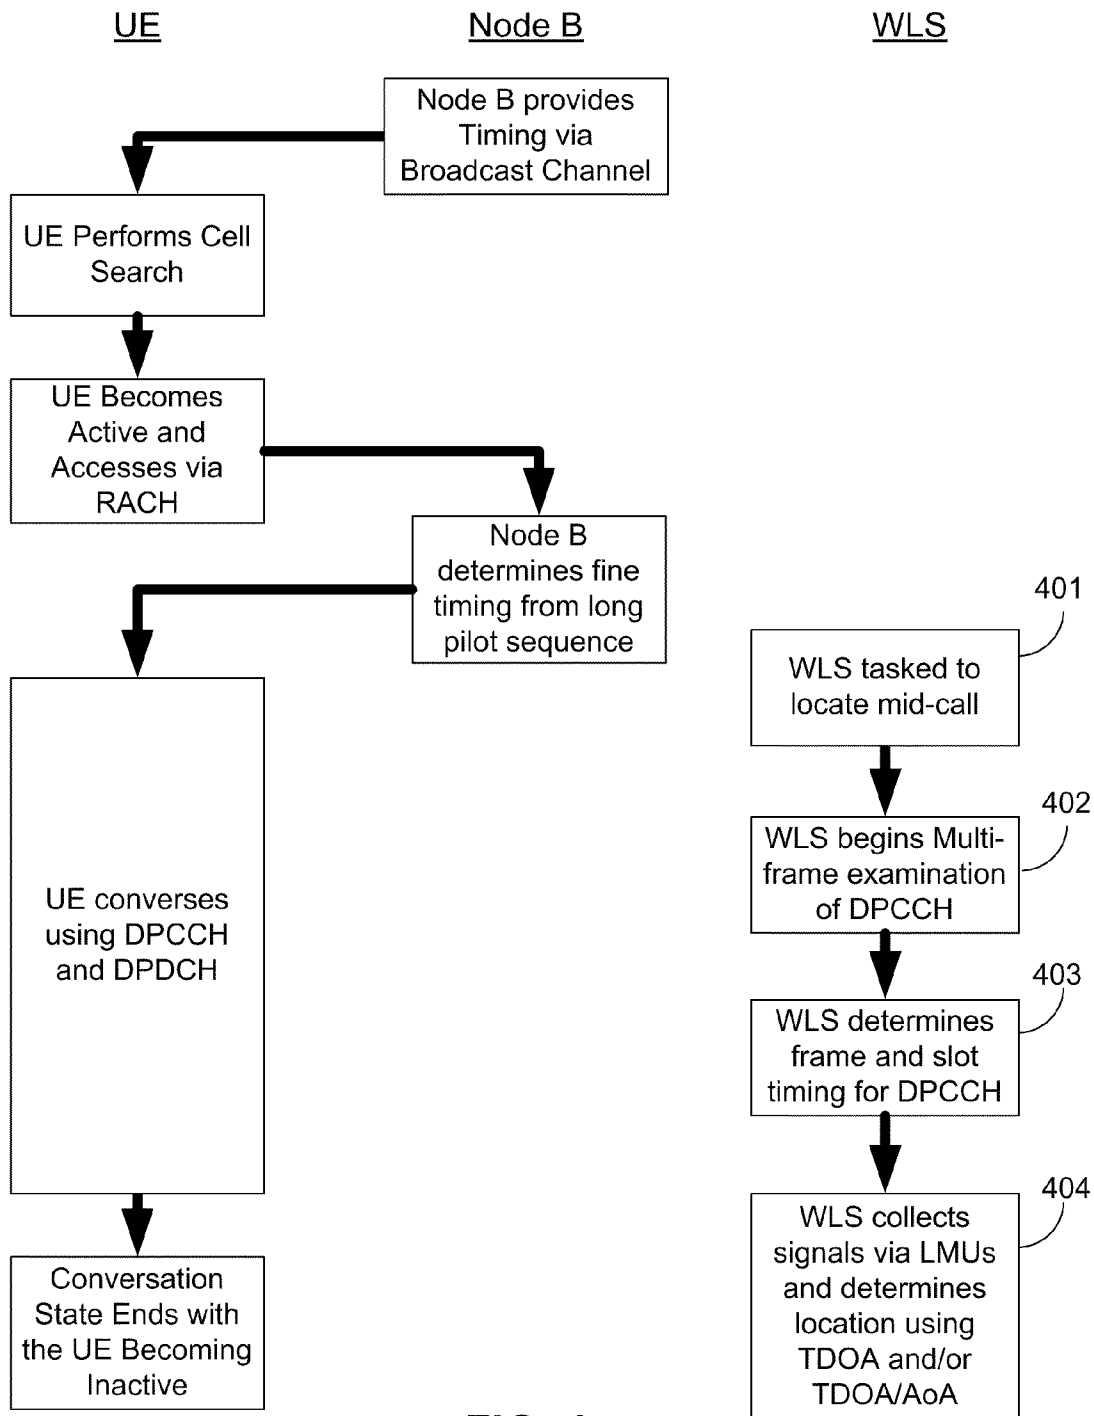 UE
Node B
WLS
Node B provides
Timing via
Broadcast Channel
UE Performs Cell
Search
UE Becomes
Active and
Accesses via
RACH
Node B
determines fine
timing from long
pilot sequence
UE converses
using DPCCH
and DPDCH
Conversation
State Ends with
the UE Becoming
Inactive
401
WLS tasked to
locate mid-call
402
WLS begins Multi-
frame examination
of DPCCH
403
WLS determines
frame and slot
timing for DPCCH
404
WLS collects
signals via LMUs
and determines
location using
TDOA and/or
TDOA/AoA